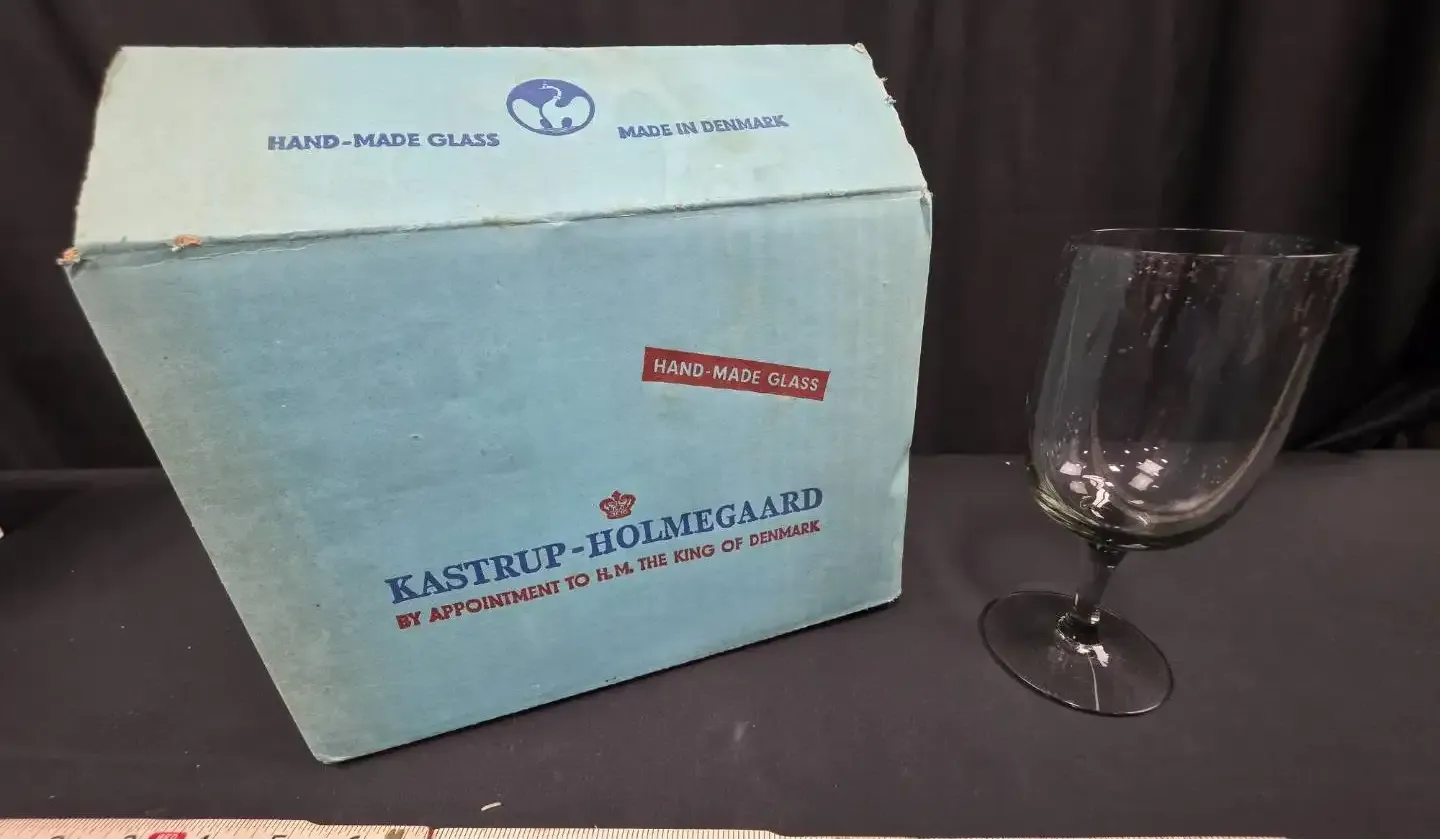 HAND-MADE GLASS
MADE IN DENMARK
HAND-MADE GLASS
KASTRUP-HOLMEGAARD
BY APPOINTMENT TO H.M. THE KING OF DENMARK